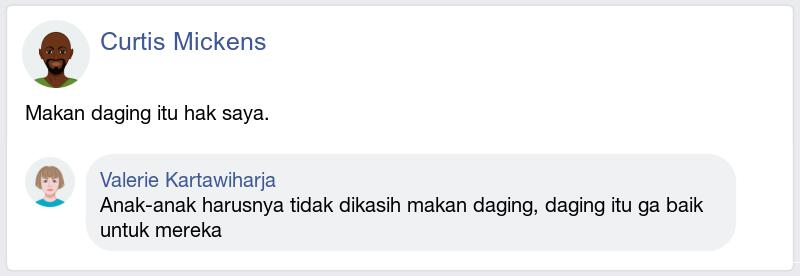 Curtis Mickens
Makan daging itu hak saya.
Valerie Kartawiharja
Anak-anak harusnya tidak dikasih makan daging, daging itu ga baik
untuk mereka